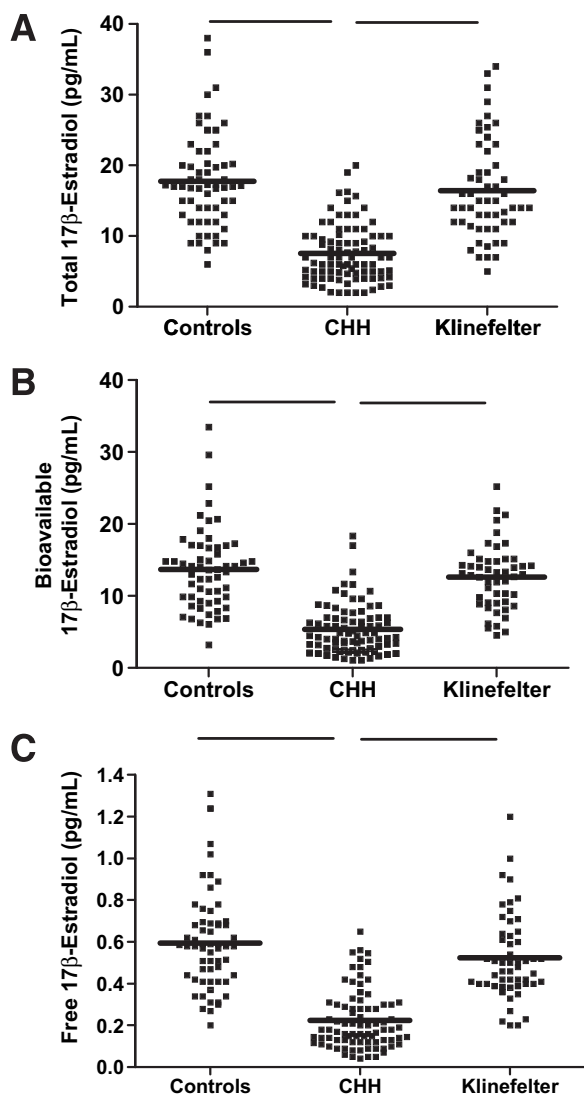 A
Total 17β-Estradiol (pg/mL)
40
30
20
10
0
Controls CHH Klinefelter
B
Bioavailable
17β-Estradiol (pg/mL)
40
30
20
10
0
Controls CHH Klinefelter
C
Free 17β-Estradiol (pg/mL)
1.4
1.2
1.0
0.8
0.6
0.4
0.2
0.0
Controls CHH Klinefelter